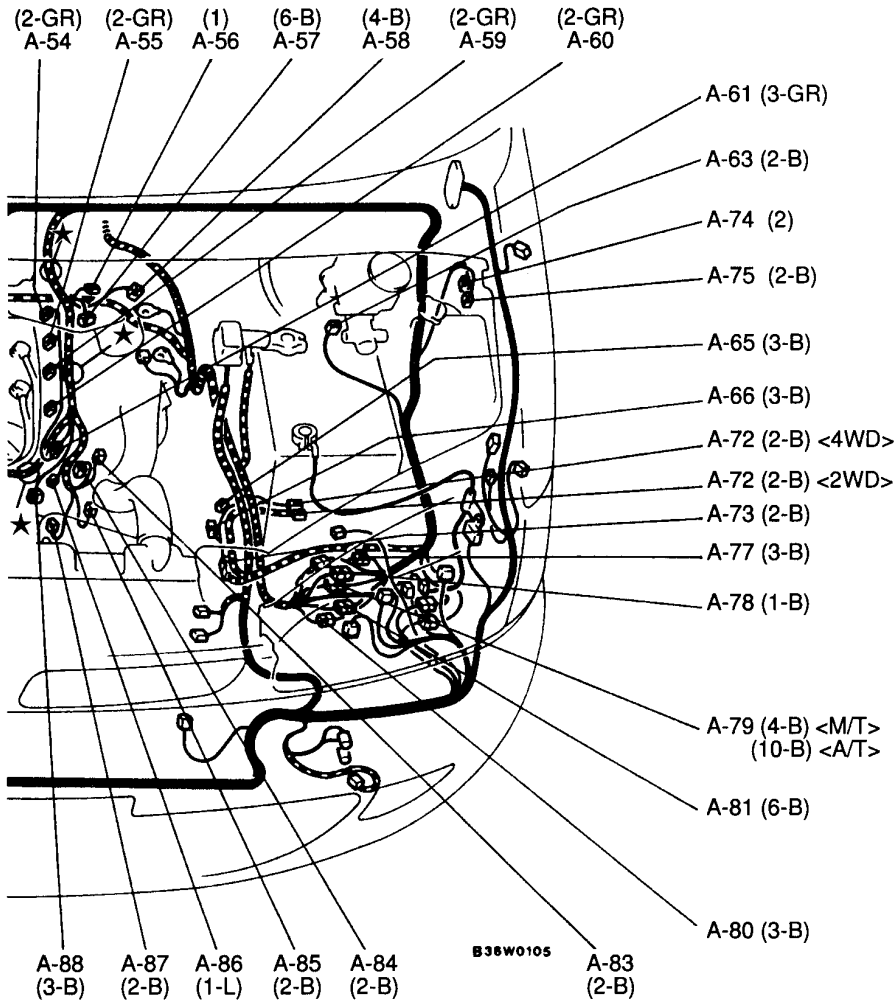 (2-GR) (2-GR) (1) (6-B) (4-B) (2-GR) (2-GR)
A-54 A-55 A-56 A-57 A-58 A-59 A-60
A-61 (3-GR)
A-63 (2-B)
A-74 (2)
A-75 (2-B)
A-65 (3-B)
A-66 (3-B)
A-72 (2-B) <4WD>
A-72 (2-B) <2WD>
A-73 (2-B)
A-77 (3-B)
A-78 (1-B)
A-79 (4-B) <M/T>
(10-B) <A/T>
A-81 (6-B)
A-80 (3-B)
B36W0105
A-88 A-87 A-86 A-85 A-84 A-83
(3-B) (2-B) (1-L) (2-B) (2-B) (2-B)